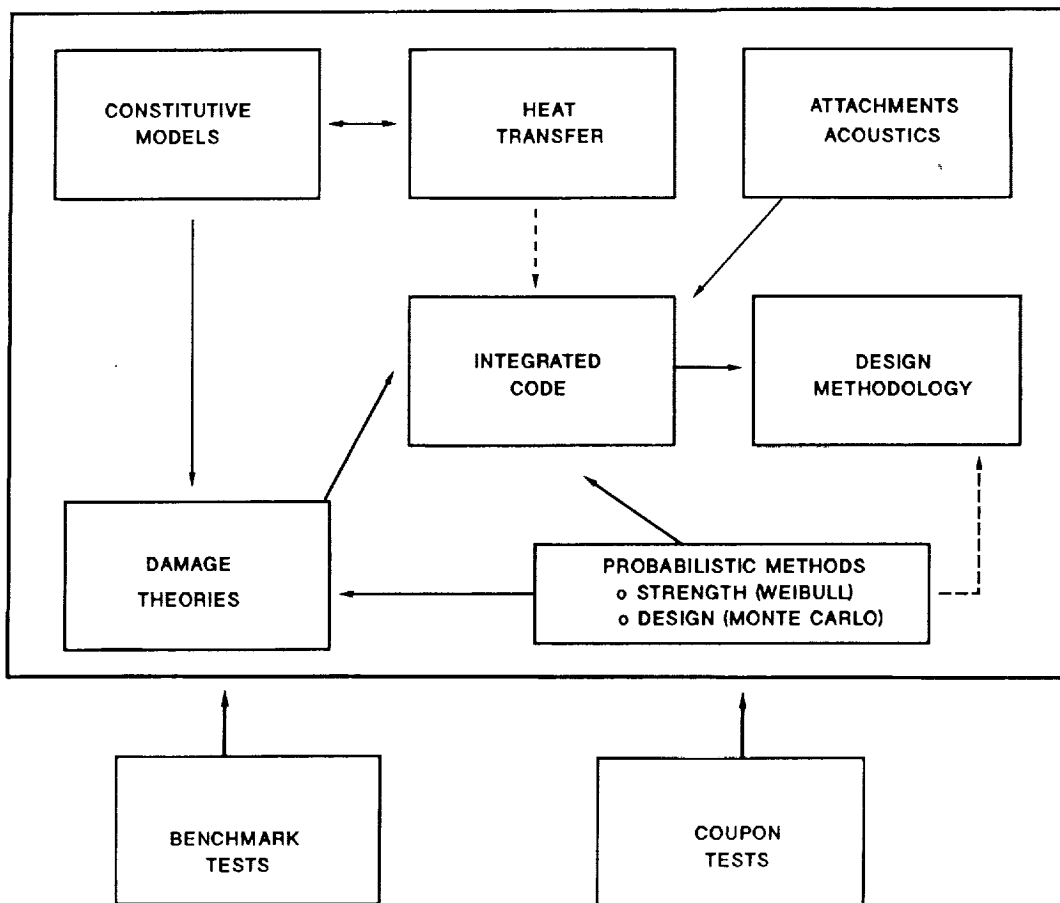 CONSTITUTIVE
MODELS
HEAT
TRANSFER
ATTACHMENTS
ACOUSTICS
INTEGRATED
CODE
DESIGN
METHODOLOGY
DAMAGE
THEORIES
PROBABILISTIC METHODS
o STRENGTH (WEIBULL)
o DESIGN (MONTE CARLO)
BENCHMARK
TESTS
COUPON
TESTS